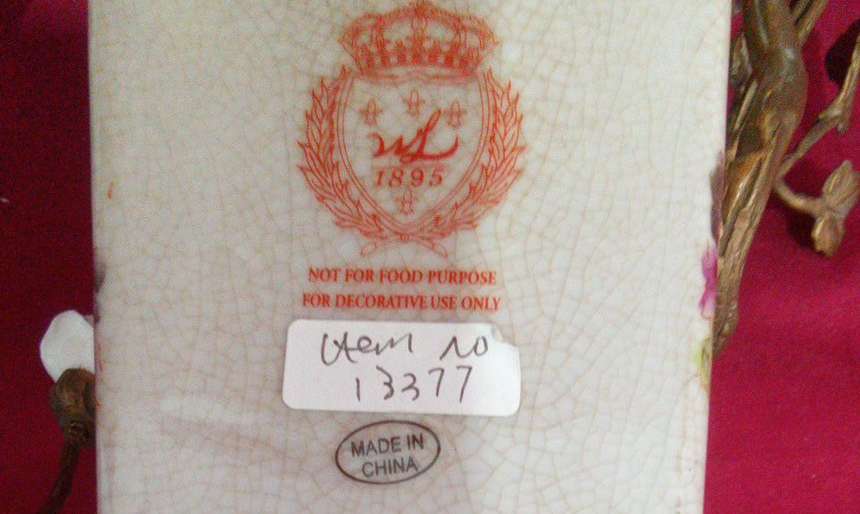 WL
1895
NOT FOR FOOD PURPOSE
FOR DECORATIVE USE ONLY
Item no
13377
MADE IN
CHINA